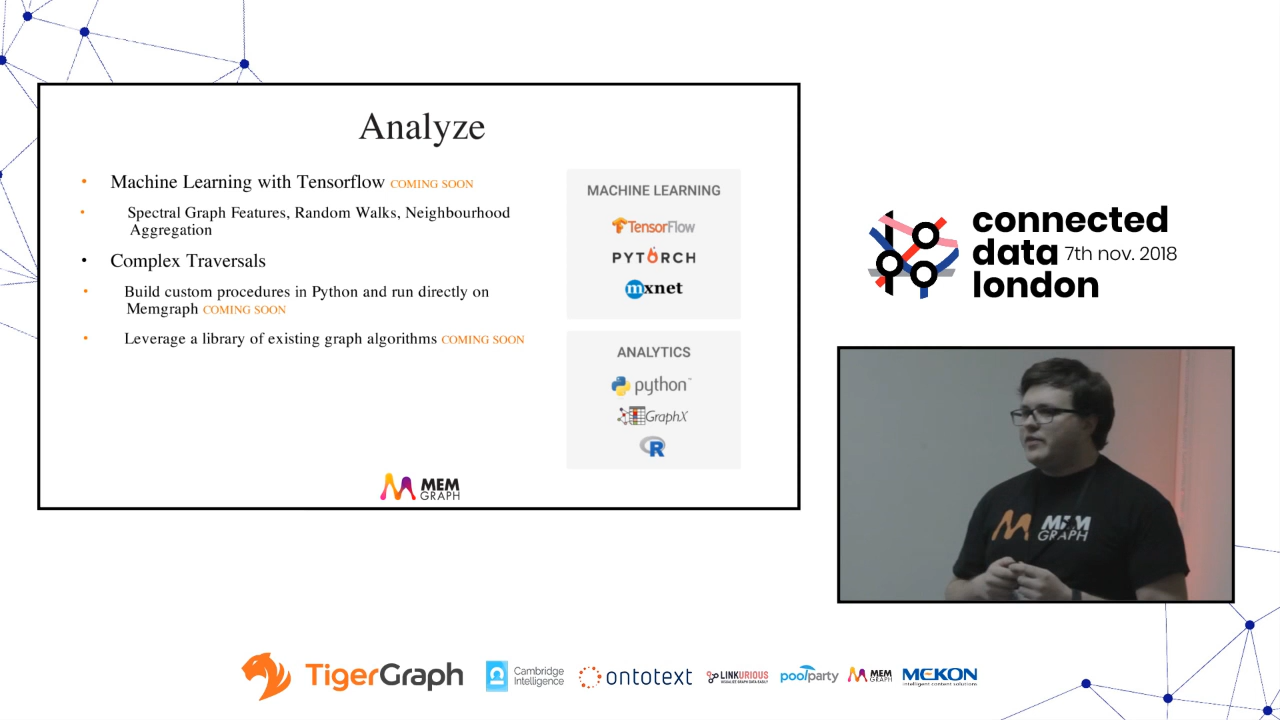 Analyze
Machine Learning with Tensorflow COMING SOON
Spectral Graph Features, Random Walks, Neighbourhood
Aggregation
Complex Traversals
Build custom procedures in Python and run directly on
Memgraph COMING SOON
Leverage a library of existing graph algorithms COMING SOON
MACHINE LEARNING
TensorFlow
PYTORCH
mxnet
ANALYTICS
python
GraphX
R
MEM
GRAPH
connected
data 7th nov. 2018
london
MEM
GRAPH
TigerGraph
Cambridge
Intelligence
ontotext
LINKURIOUS
poolparty
MEM
GRAPH
MEKON
intelligent content solutions